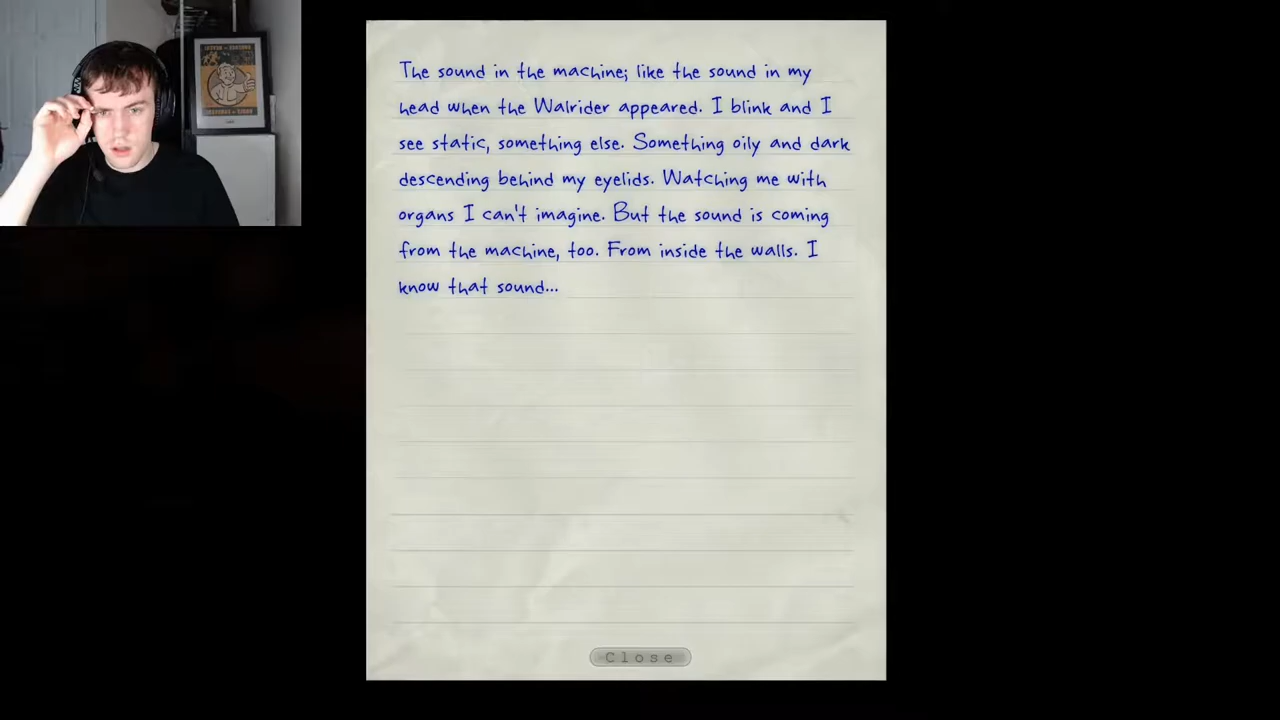 The sound in the machine; like the sound in my
head when the Walrider appeared. I blink and I
see static, something else. Something oily and dark
descending behind my eyelids. Watching me with
organs I can't imagine. But the sound is coming
from the machine, too. From inside the walls. I
know that sound...
Close